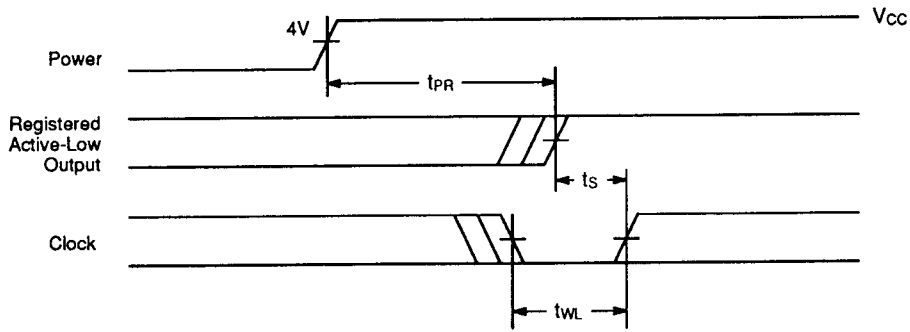 4V
VCC
Power
tPR
Registered
Active-Low
Output
tS
Clock
tWL